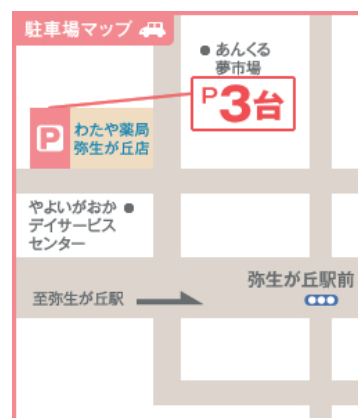 駐車場マップ
あんくる
夢市場
P3台
P
わたや薬局
弥生が丘店
やよいがおか
デイサービス
センター
弥生が丘駅前
至弥生が丘駅